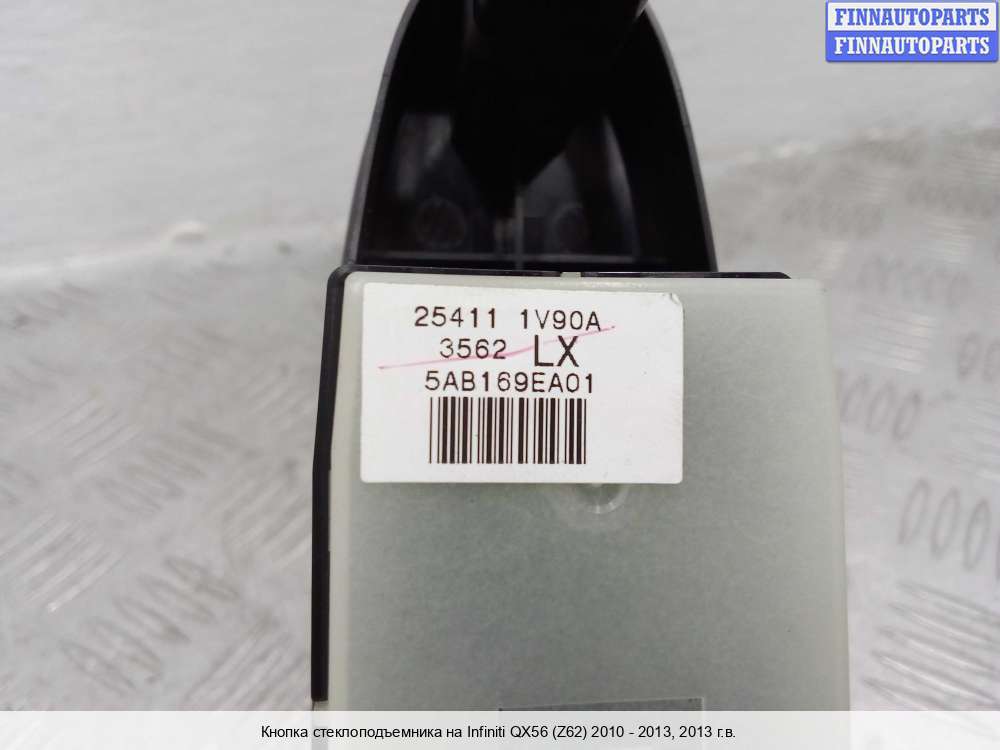 FINNAUTOPARTS
FINNAUTOPARTS
25411 1V90A
3562 LX
5AB169EA01
Кнопка стеклоподъемника на Infiniti QX56 (Z62) 2010 - 2013, 2013 г.в.